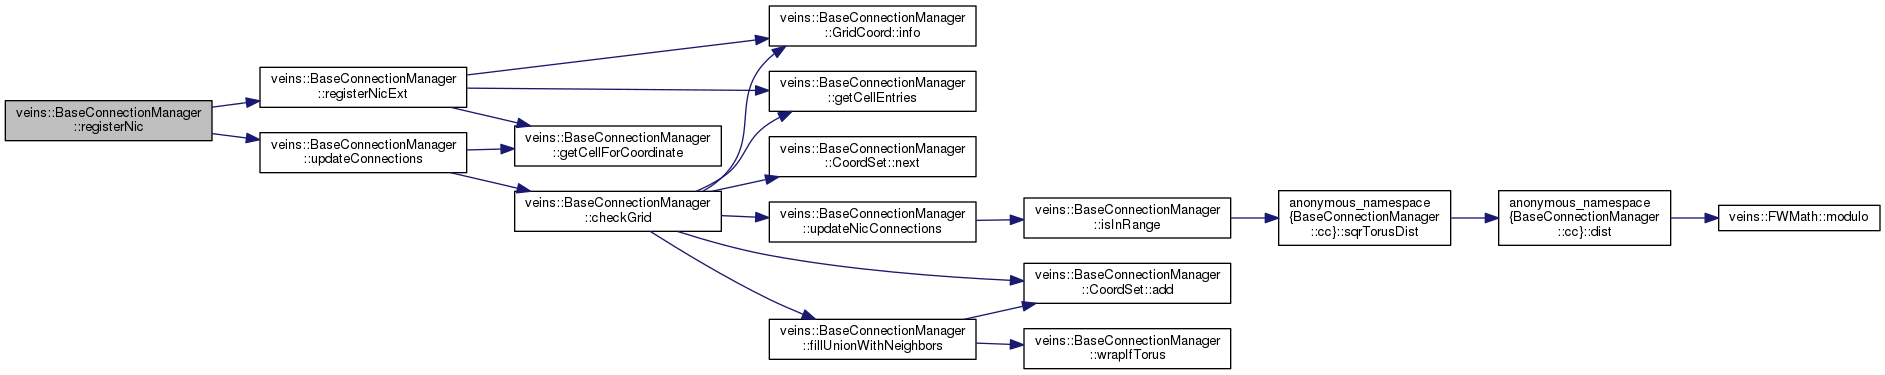 veins::BaseConnectionManager
::registerNic
veins::BaseConnectionManager
::registerNicExt
veins::BaseConnectionManager
::updateConnections
veins::BaseConnectionManager
::getCellForCoordinate
veins::BaseConnectionManager
::checkGrid
veins::BaseConnectionManager
::GridCoord::info
veins::BaseConnectionManager
::getCellEntries
veins::BaseConnectionManager
::CoordSet::next
veins::BaseConnectionManager
::updateNicConnections
veins::BaseConnectionManager
::fillUnionWithNeighbors
veins::BaseConnectionManager
::isInRange
veins::BaseConnectionManager
::CoordSet::add
veins::BaseConnectionManager
::wrapIfTorus
anonymous_namespace
{BaseConnectionManager
::cc}::sqrTorusDist
anonymous_namespace
{BaseConnectionManager
::cc}::dist
veins::FWMath::modulo